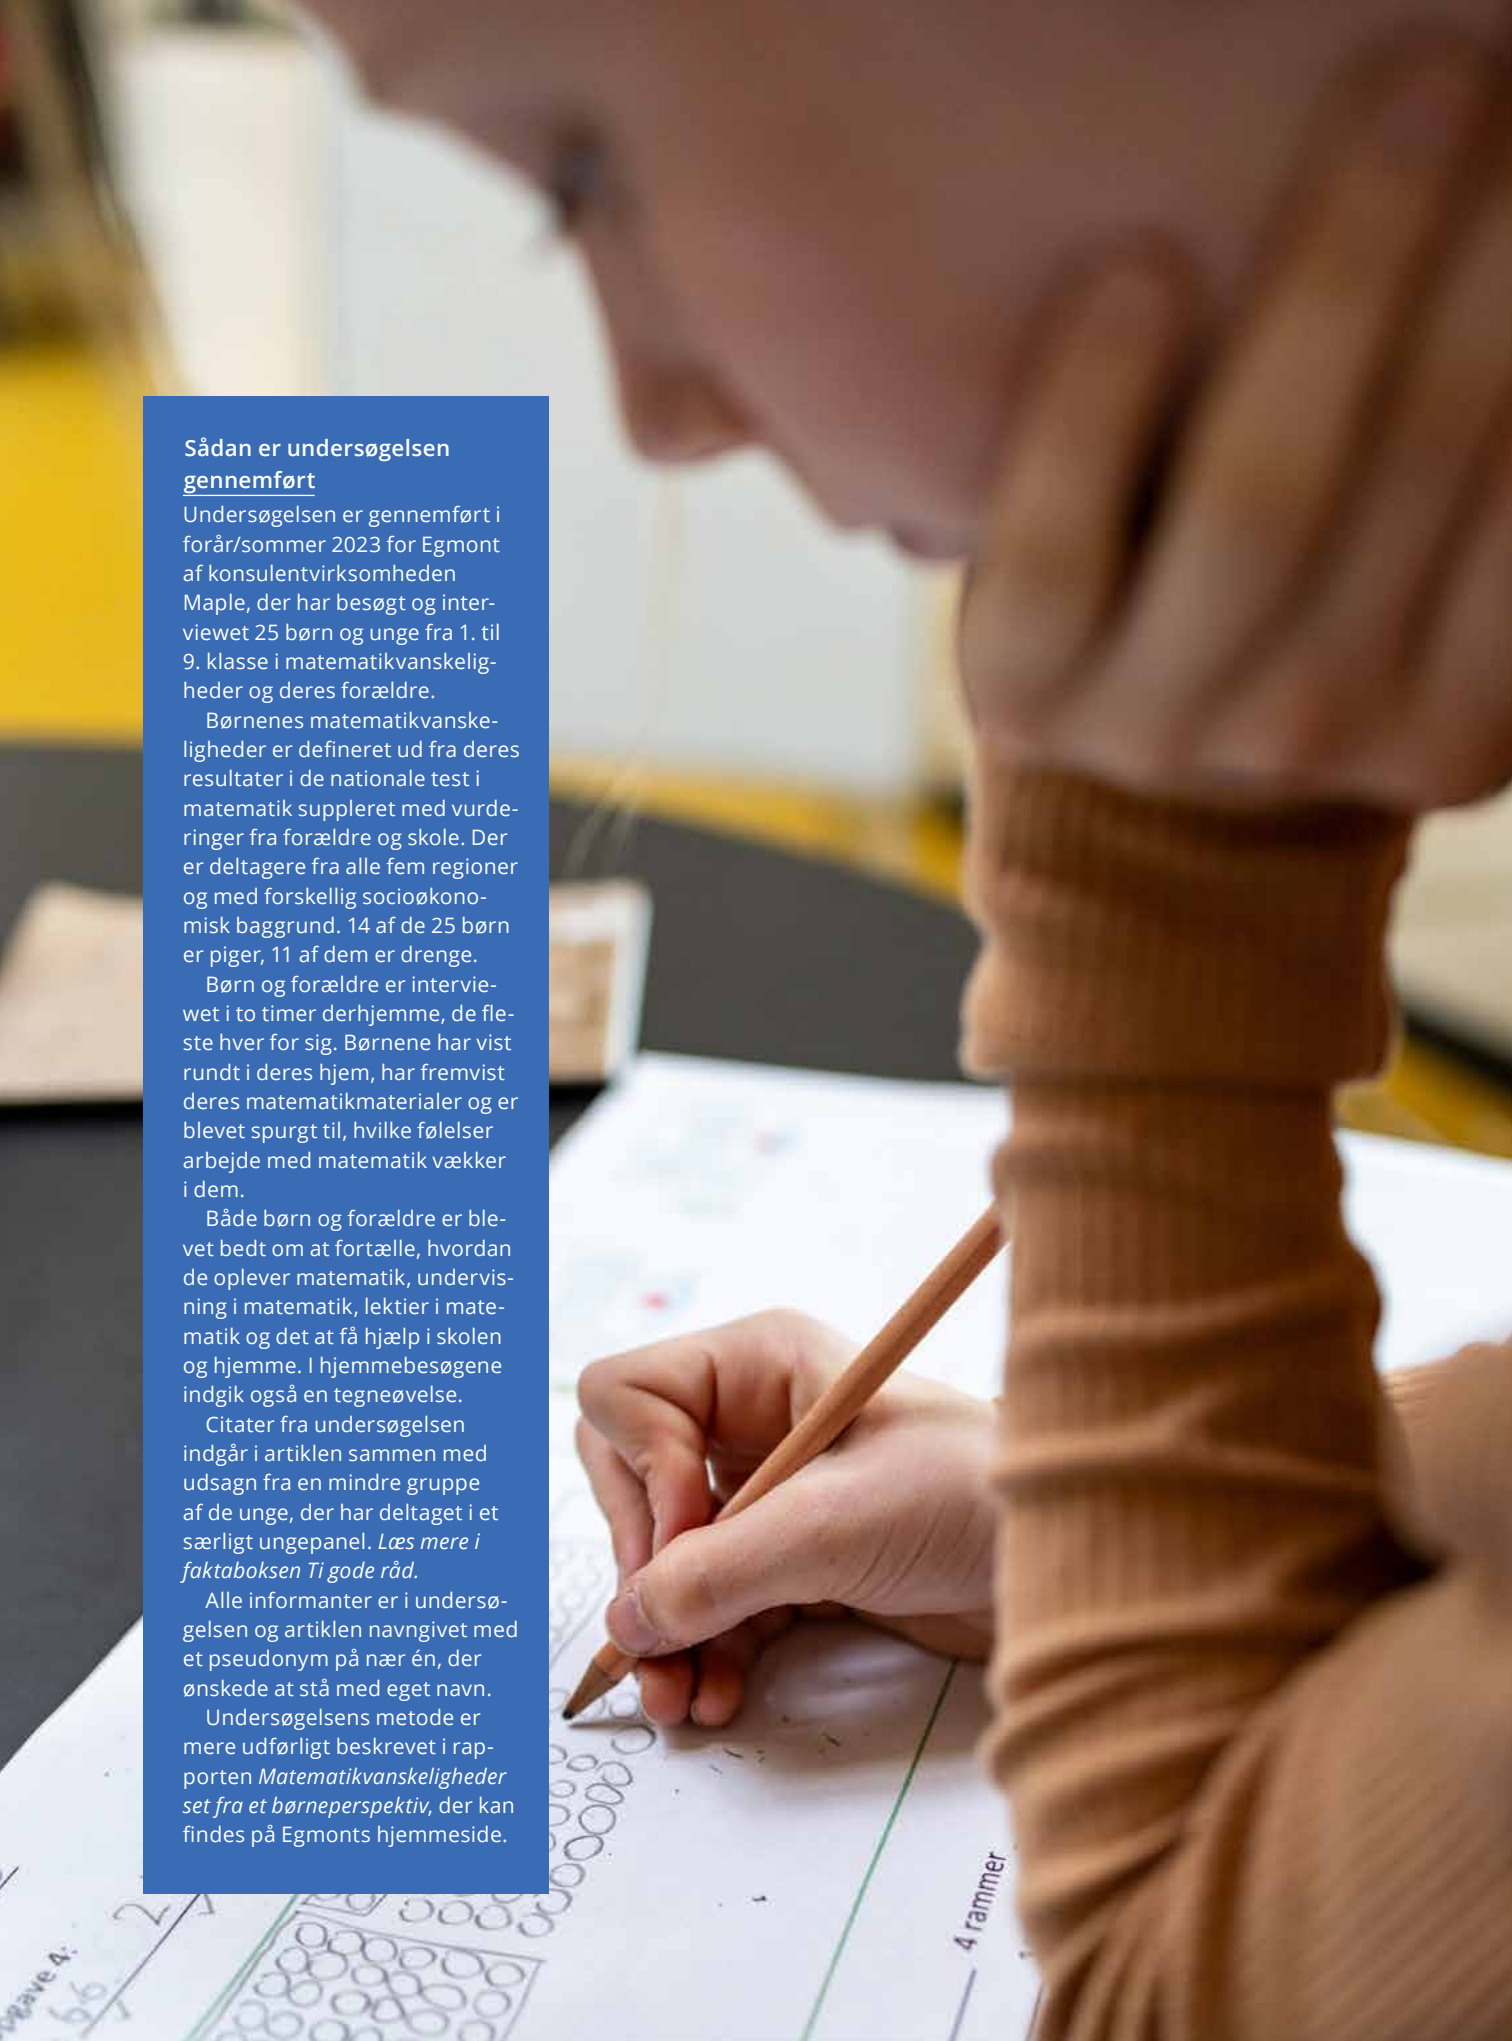 Sådan er undersøgelsen
gennemført
Undersøgelsen er gennemført i
forår/sommer 2023 for Egmont
af konsulentvirksomheden
Maple, der har besøgt og inter-
viewet 25 børn og unge fra 1. til
9. klasse i matematikvanskelig-
heder og deres forældre.
Børnenes matematikvanske-
ligheder er defineret ud fra deres
resultater i de nationale test i
matematik suppleret med vurde-
ringer fra forældre og skole. Der
er deltagere fra alle fem regioner
og med forskellig socioøkono-
misk baggrund. 14 af de 25 børn
er piger, 11 af dem er drenge.
Børn og forældre er intervie-
wet i to timer derhjemme, de fle-
ste hver for sig. Børnene har vist
rundt i deres hjem, har fremvist
deres matematikmaterialer og er
blevet spurgt til, hvilke følelser
arbejde med matematik vækker
i dem.
Både børn og forældre er ble-
vet bedt om at fortælle, hvordan
de oplever matematik, undervis-
ning i matematik, lektier i mate-
matik og det at få hjælp i skolen
og hjemme. I hjemmebesøgene
indgik også en tegneøvelse.
Citater fra undersøgelsen
indgår i artiklen sammen med
udsagn fra en mindre gruppe
af de unge, der har deltaget i et
særligt ungepanel. Læs mere i
faktaboksen Ti gode råd.
Alle informanter er i undersø-
gelsen og artiklen navngivet med
et pseudonym på nær én, der
ønskede at stå med eget navn.
Undersøgelsens metode er
mere udførligt beskrevet i rap-
porten Matematikvanskeligheder
set fra et børneperspektiv, der kan
findes på Egmonts hjemmeside.
4 rammer